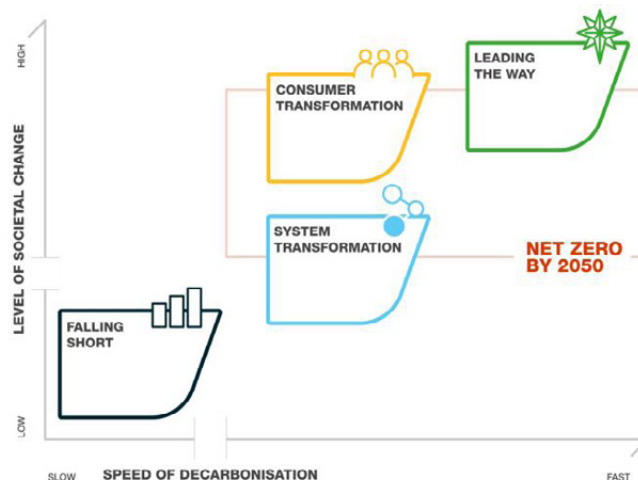 HIGH
LEVEL OF SOCIETAL CHANGE
LOW
LEADING
THE WAY
CONSUMER
TRANSFORMATION
SYSTEM
TRANSFORMATION
NET ZERO
BY 2050
FALLING
SHORT
SLOW
SPEED OF DECARBONISATION
FAST